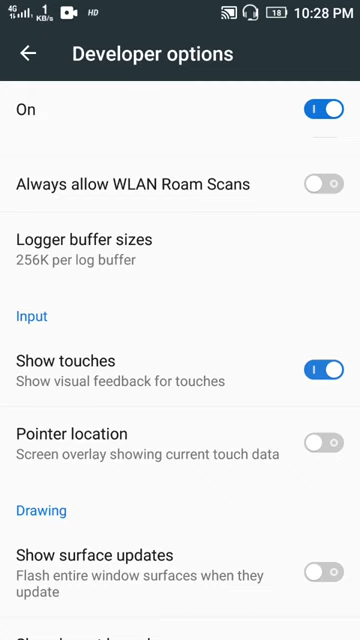 4G 1 KB/s HD 18 10:28 PM
Developer options
On
Always allow WLAN Roam Scans
Logger buffer sizes
256K per log buffer
Input
Show touches
Show visual feedback for touches
Pointer location
Screen overlay showing current touch data
Drawing
Show surface updates
Flash entire window surfaces when they
update